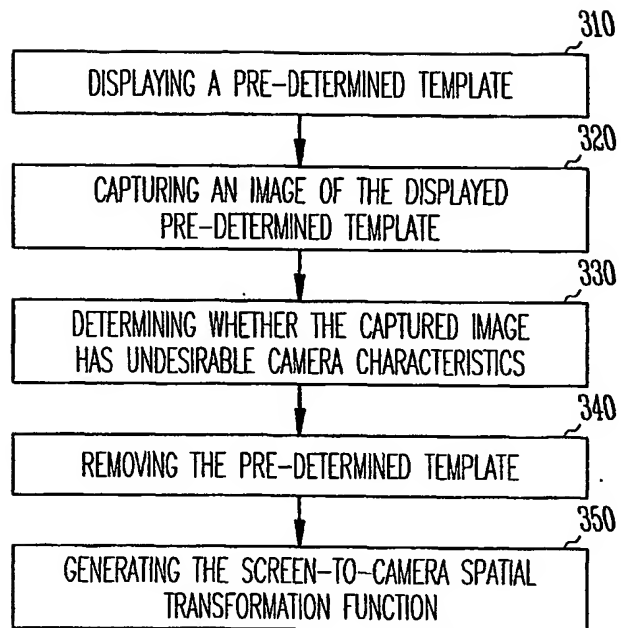 310
DISPLAYING A PRE-DETERMINED TEMPLATE
320
CAPTURING AN IMAGE OF THE DISPLAYED
PRE-DETERMINED TEMPLATE
330
DETERMINING WHETHER THE CAPTURED IMAGE
HAS UNDESIRABLE CAMERA CHARACTERISTICS
340
REMOVING THE PRE-DETERMINED TEMPLATE
350
GENERATING THE SCREEN-TO-CAMERA SPATIAL
TRANSFORMATION FUNCTION